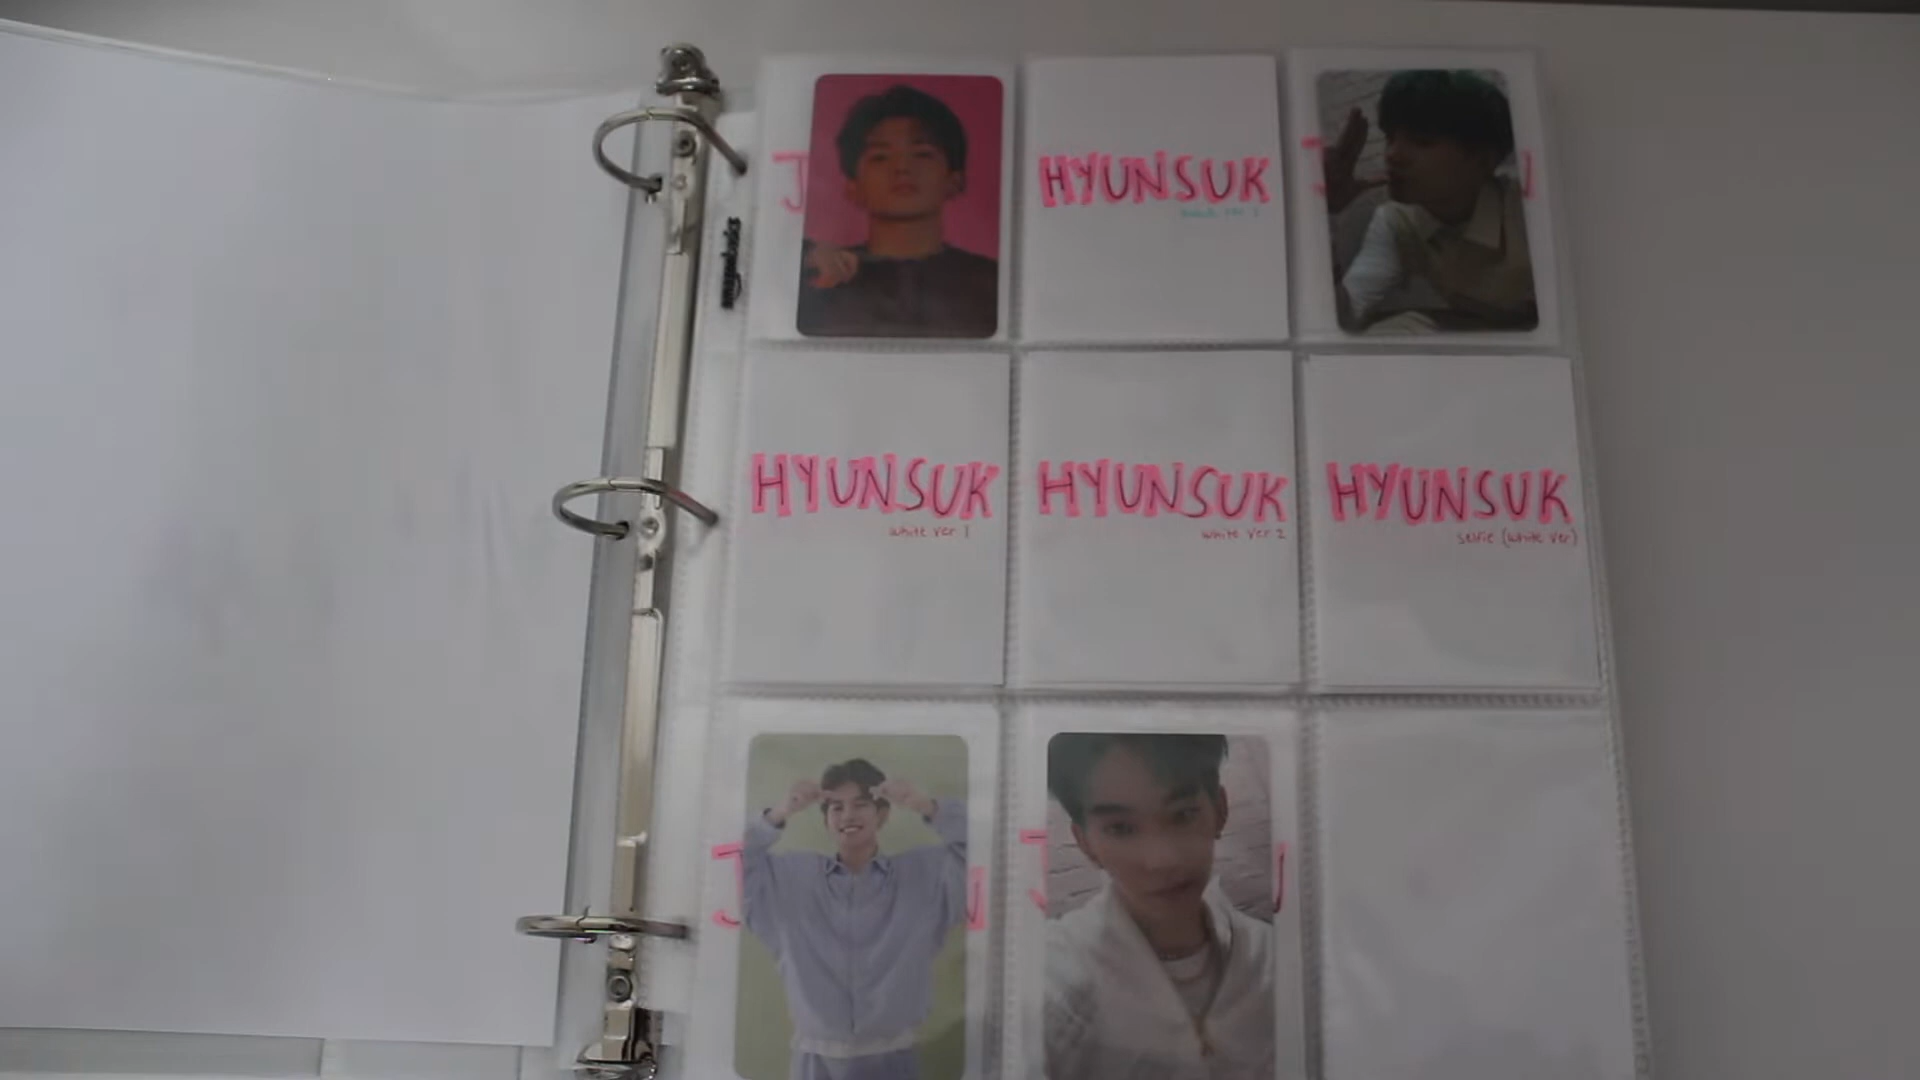 J
HYUNSUK
J N
HYUNSUK
white ver 1
HYUNSUK
white ver 2
HYUNSUK
selfie (white ver)
J N
J N